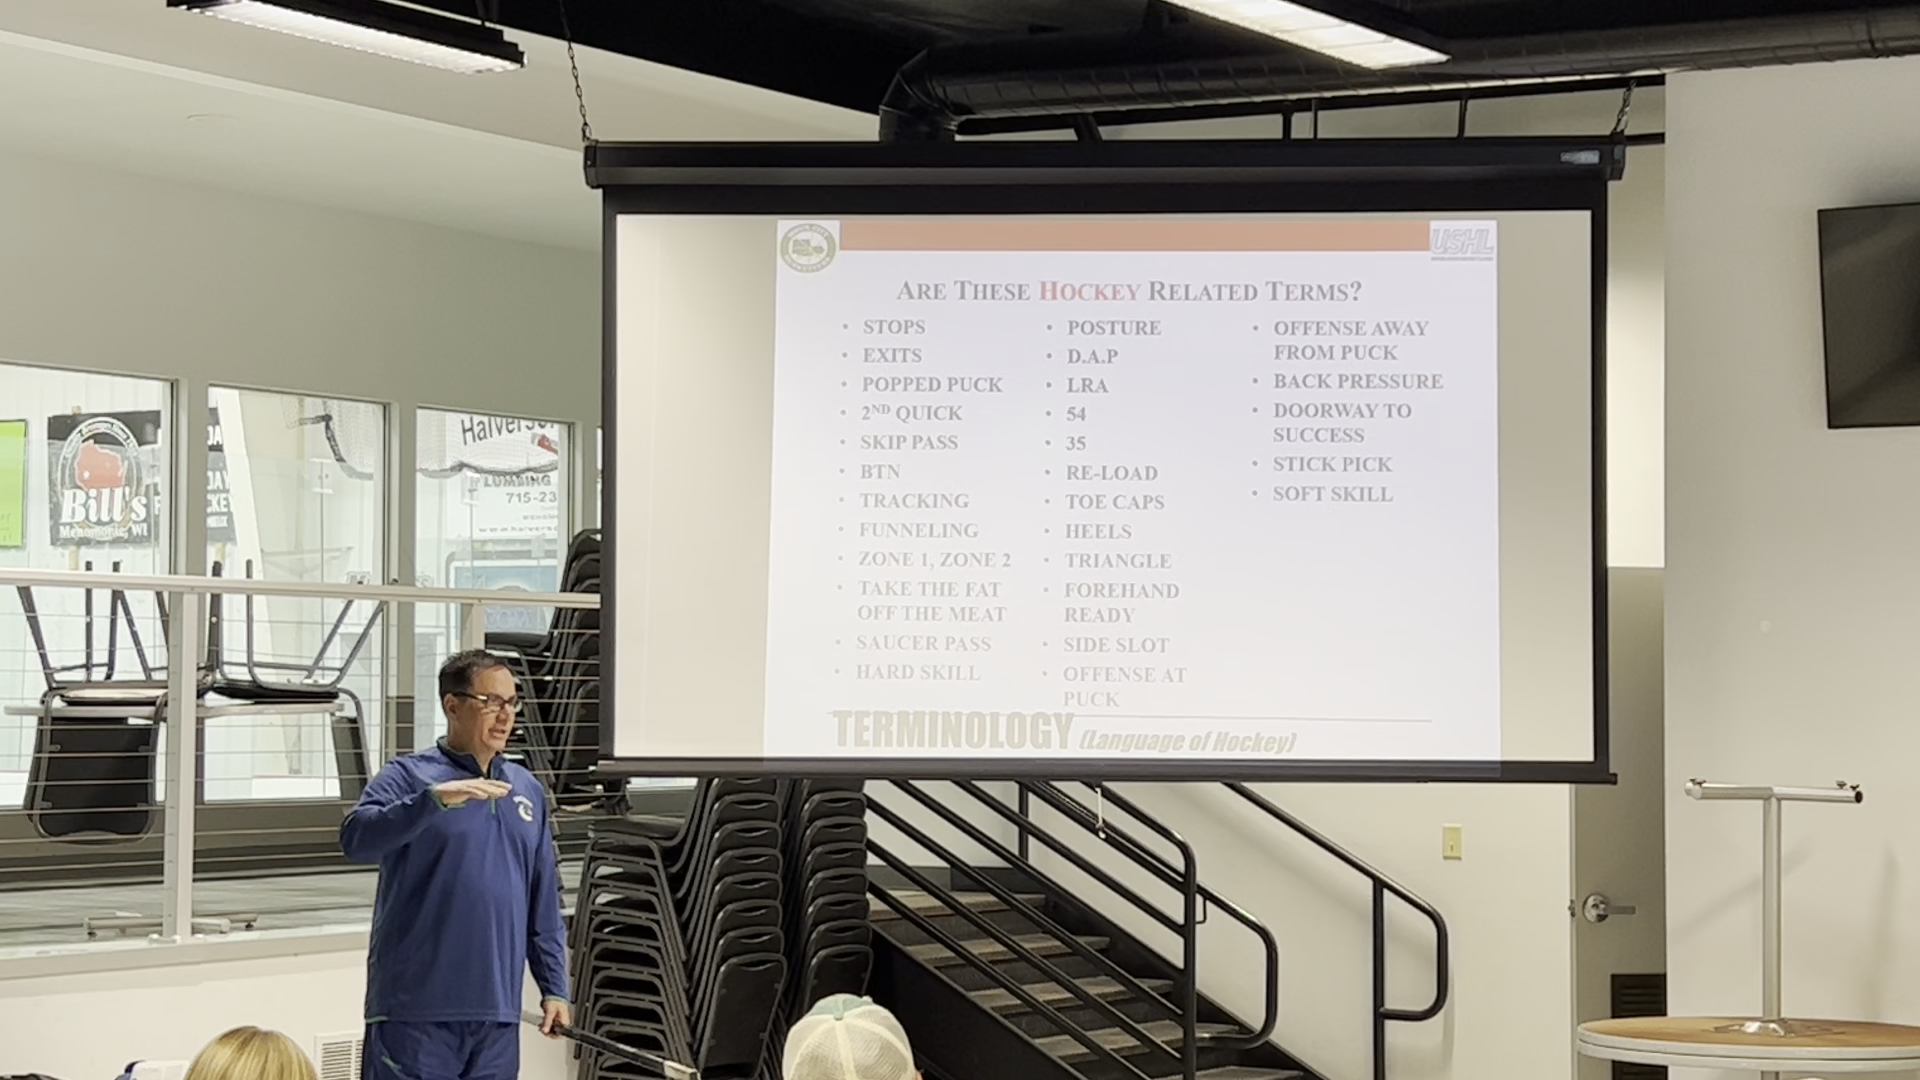 USHL
ARE THESE HOCKEY RELATED TERMS?
• STOPS
• EXITS
• POPPED PUCK
• 2ND QUICK
• SKIP PASS
• BTN
• TRACKING
• FUNNELING
• ZONE 1, ZONE 2
• TAKE THE FAT
OFF THE MEAT
• SAUCER PASS
• HARD SKILL
• POSTURE
• D.A.P
• LRA
• 54
• 35
• RE-LOAD
• TOE CAPS
• HEELS
• TRIANGLE
• FOREHAND
READY
• SIDE SLOT
• OFFENSE AT
PUCK
• OFFENSE AWAY
FROM PUCK
• BACK PRESSURE
• DOORWAY TO
SUCCESS
• STICK PICK
• SOFT SKILL
TERMINOLOGY (Language of Hockey)
Bill's
Menomonie, WI
Halverson
PLUMBING
715-23